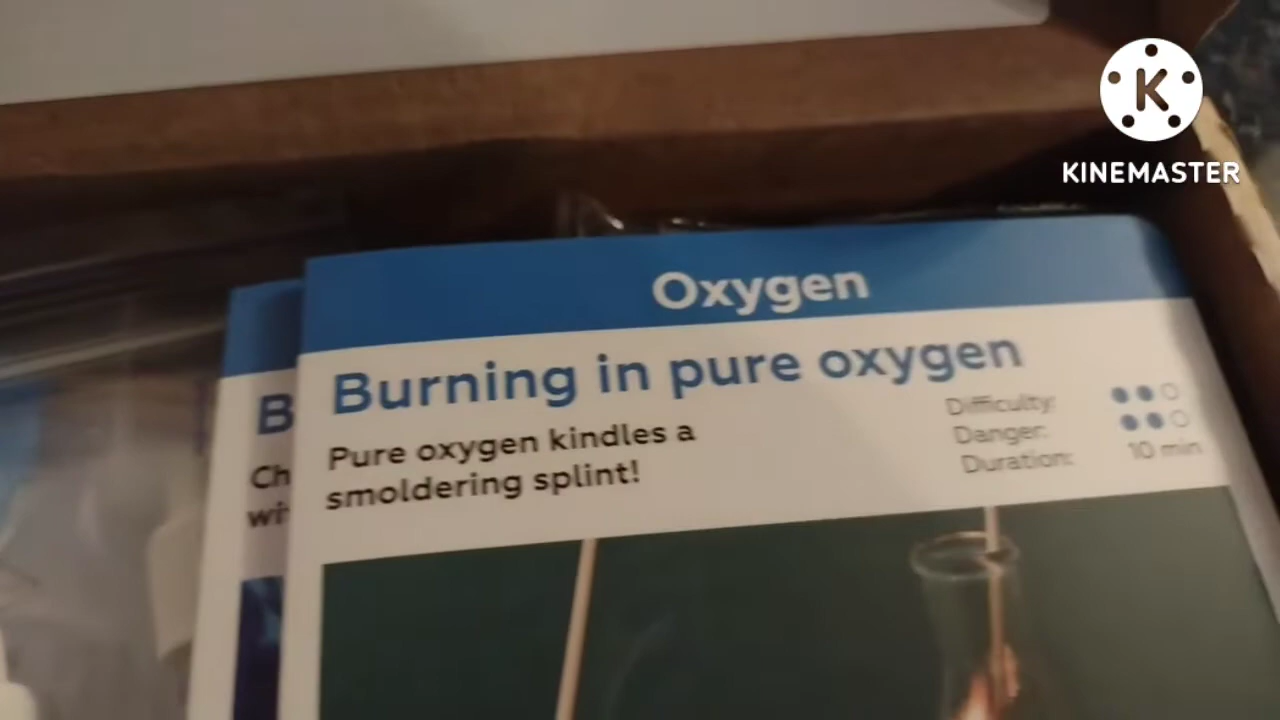 KINEMASTER
Oxygen
Burning in pure oxygen
Pure oxygen kindles a
smoldering splint!
Difficulty:
Danger:
Duration: 10 min
B
Ch
wi